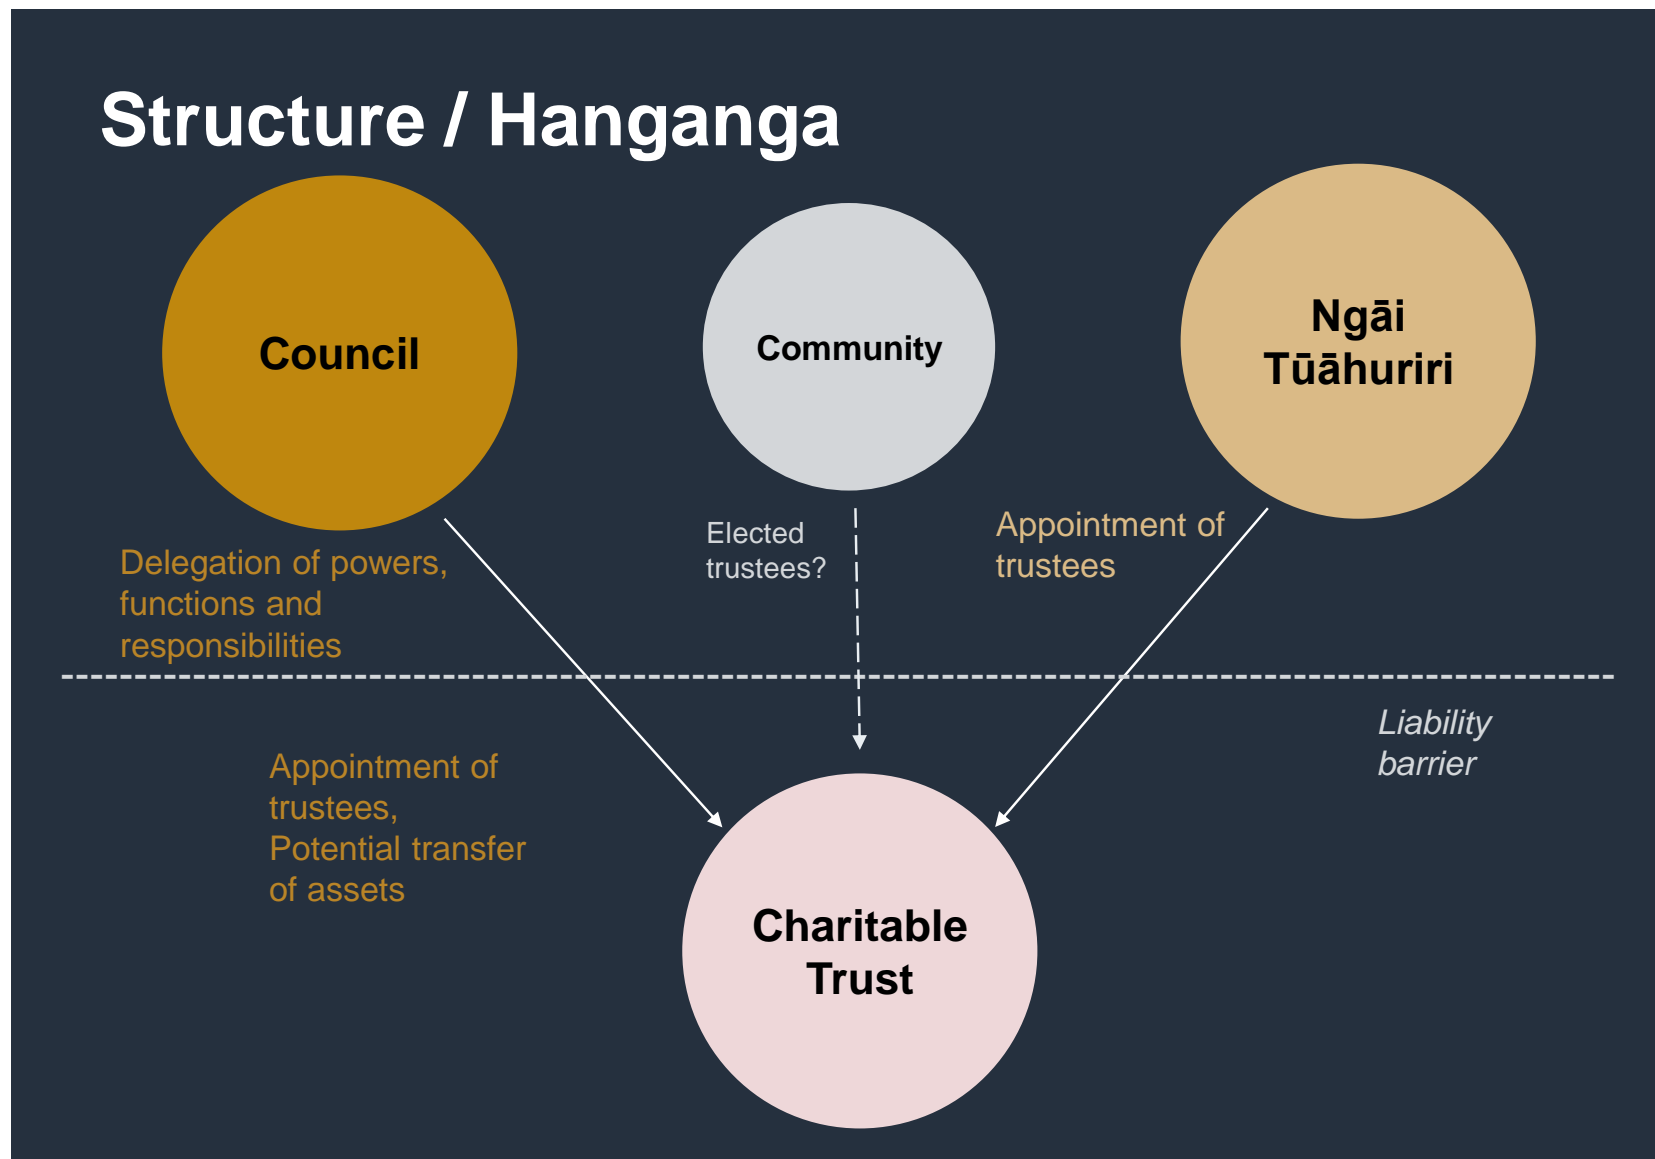 Structure / Hanganga
Council
Community
Ngāi
Tūāhuriri
Delegation of powers,
functions and
responsibilities
Elected
trustees?
Appointment of
trustees
Liability
barrier
Appointment of
trustees,
Potential transfer
of assets
Charitable
Trust